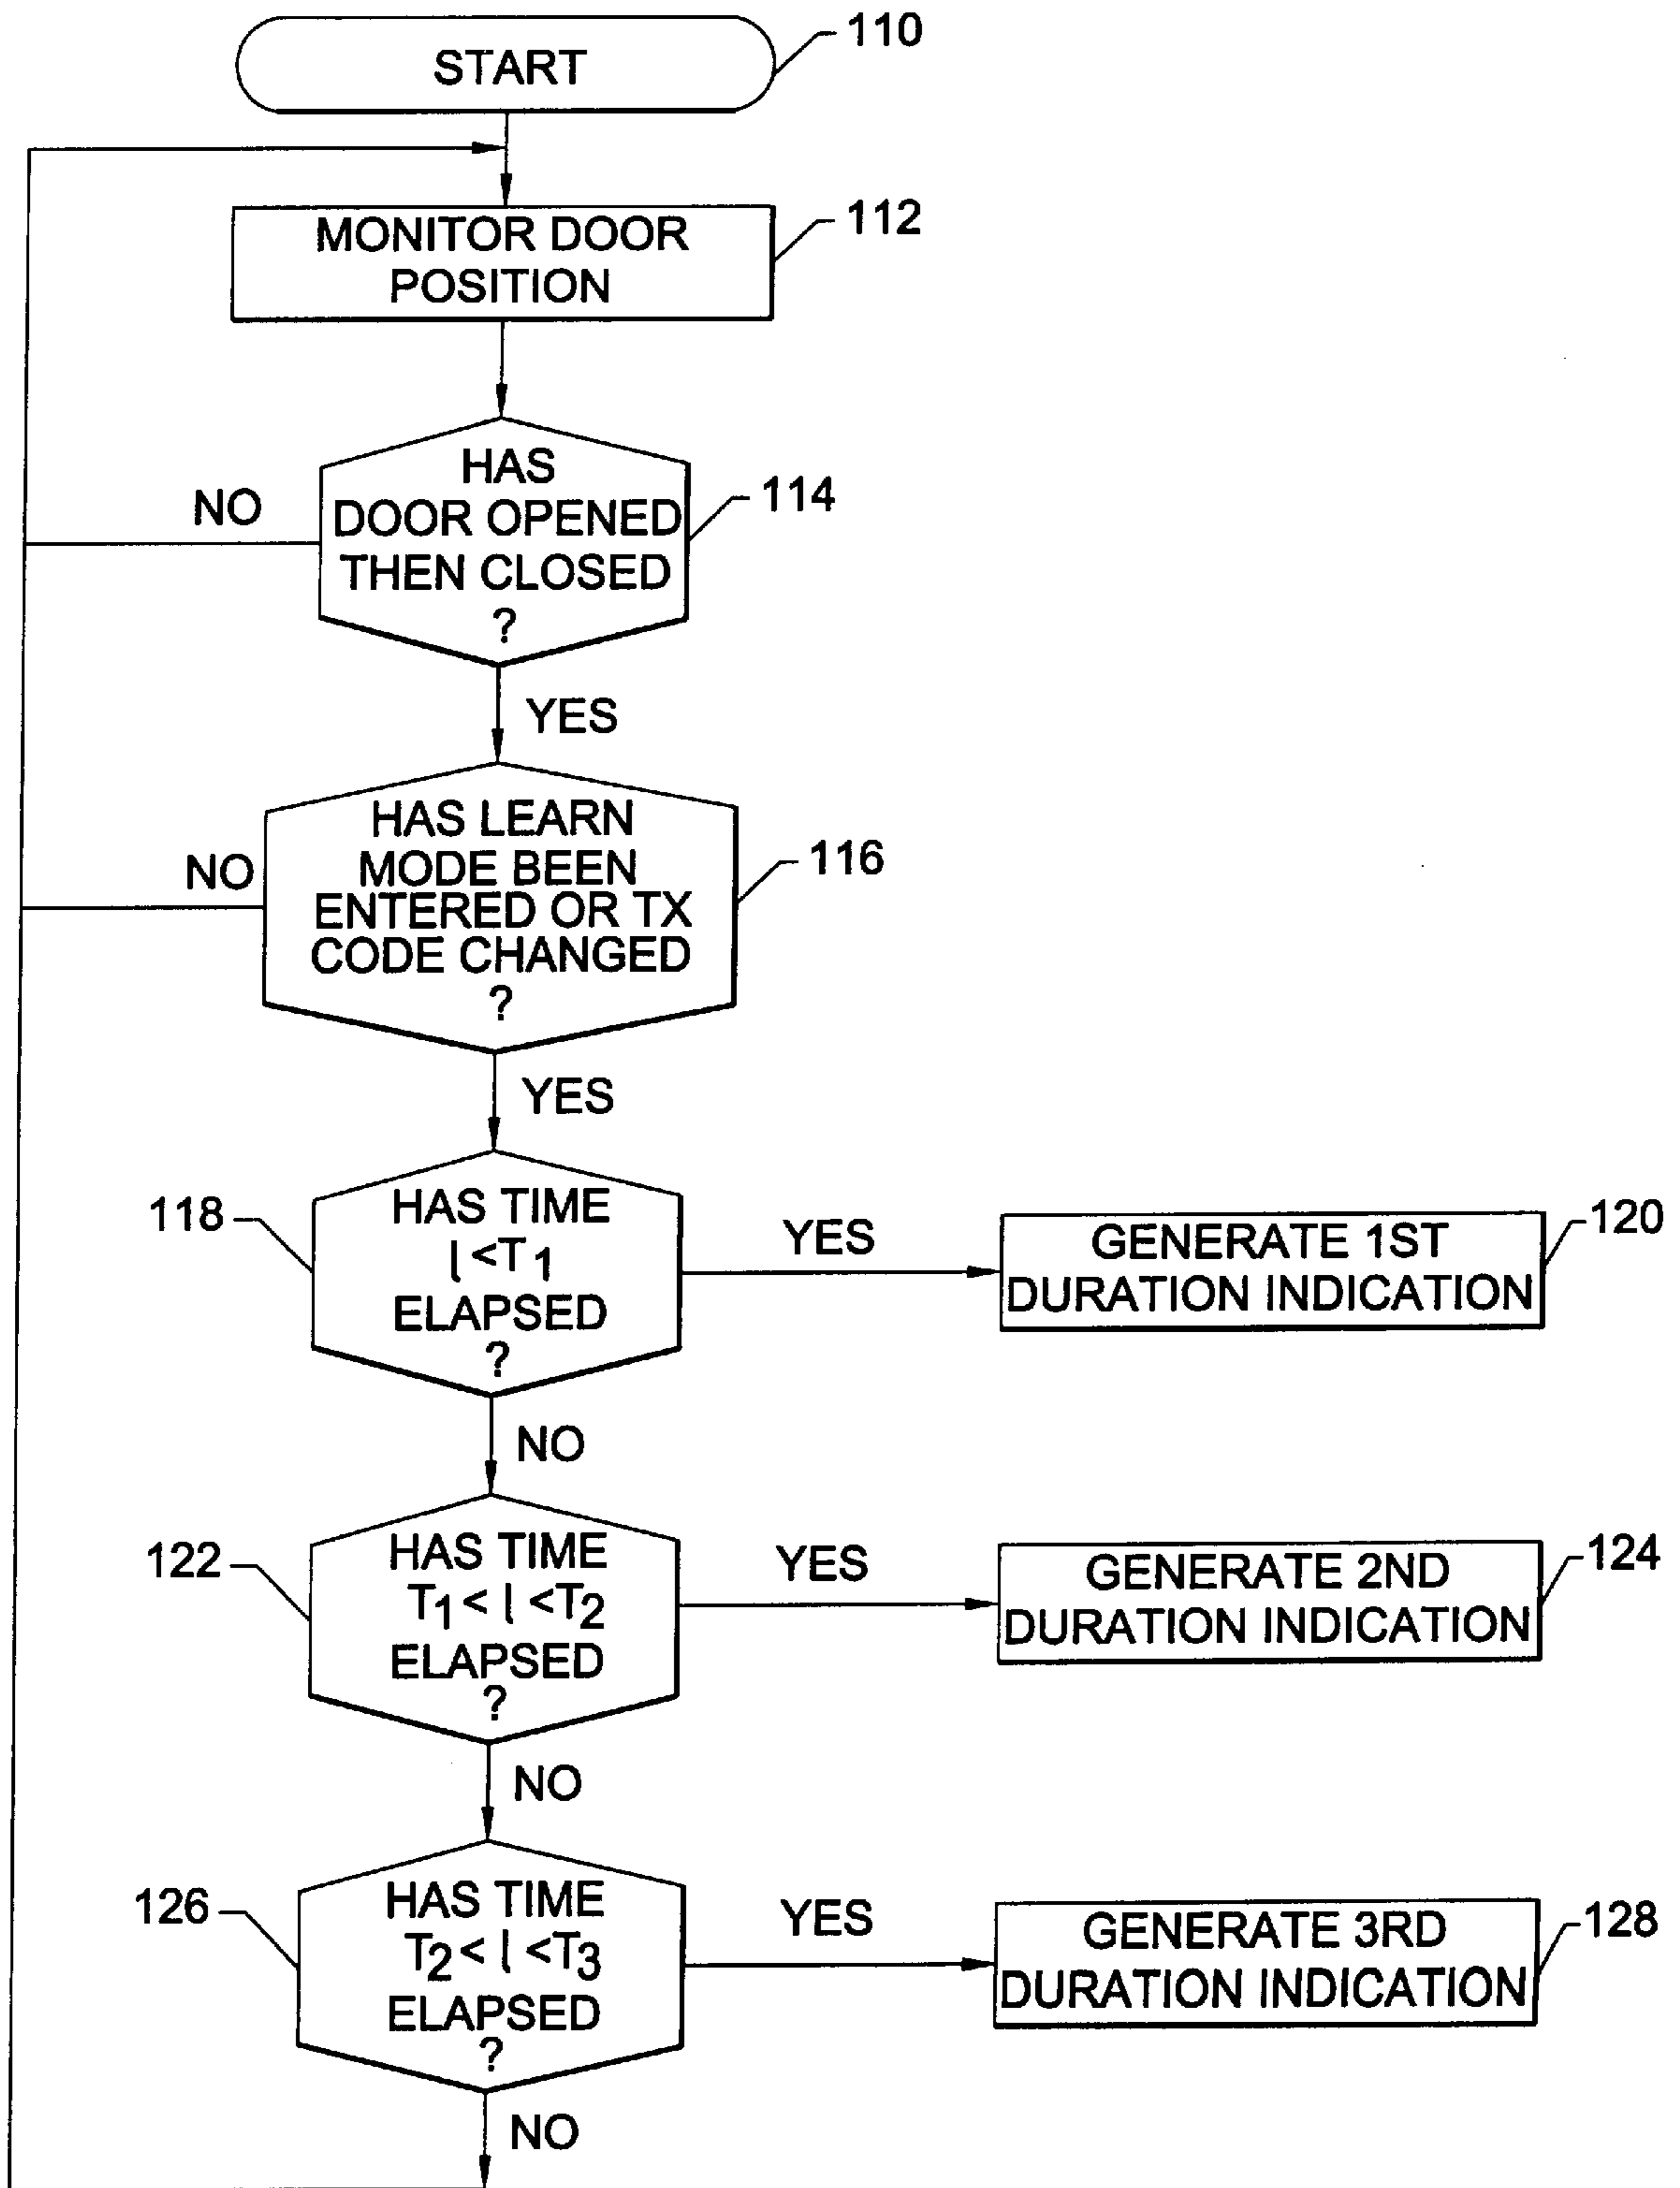 START
110
MONITOR DOOR
POSITION
112
HAS
DOOR OPENED
THEN CLOSED
?
114
NO
YES
HAS LEARN
MODE BEEN
ENTERED OR TX
CODE CHANGED
?
116
NO
YES
118
HAS TIME
l <T1
ELAPSED
?
YES
GENERATE 1ST
DURATION INDICATION
120
NO
122
HAS TIME
T1 < l <T2
ELAPSED
?
YES
GENERATE 2ND
DURATION INDICATION
124
NO
126
HAS TIME
T2 < l <T3
ELAPSED
?
YES
GENERATE 3RD
DURATION INDICATION
128
NO